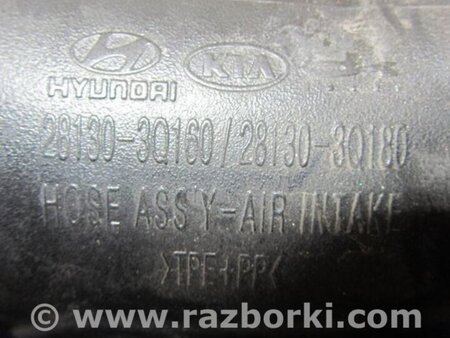 HYUNDAI KIA
28130-3Q160/28130-3Q180
HOSE ASS'Y-AIR INTAKE
>TPE+PP<
© www.razborki.com